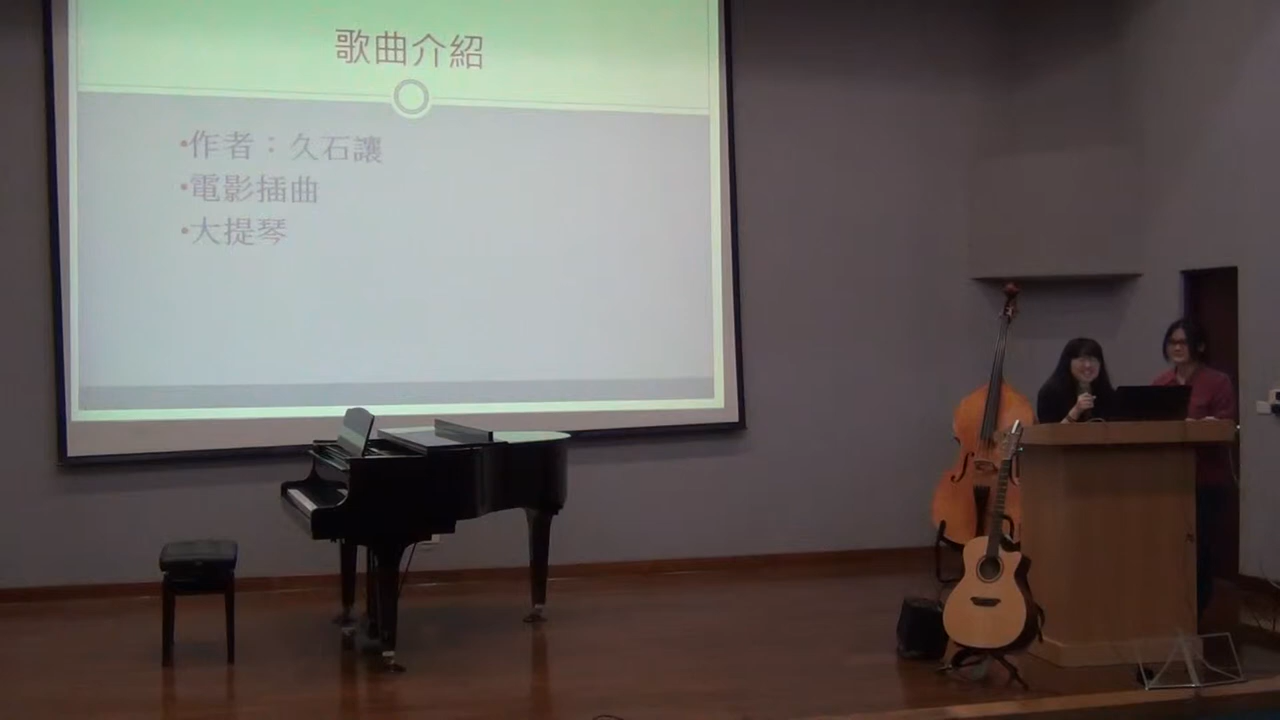 歌曲介紹
•作者：久石讓
•電影插曲
•大提琴